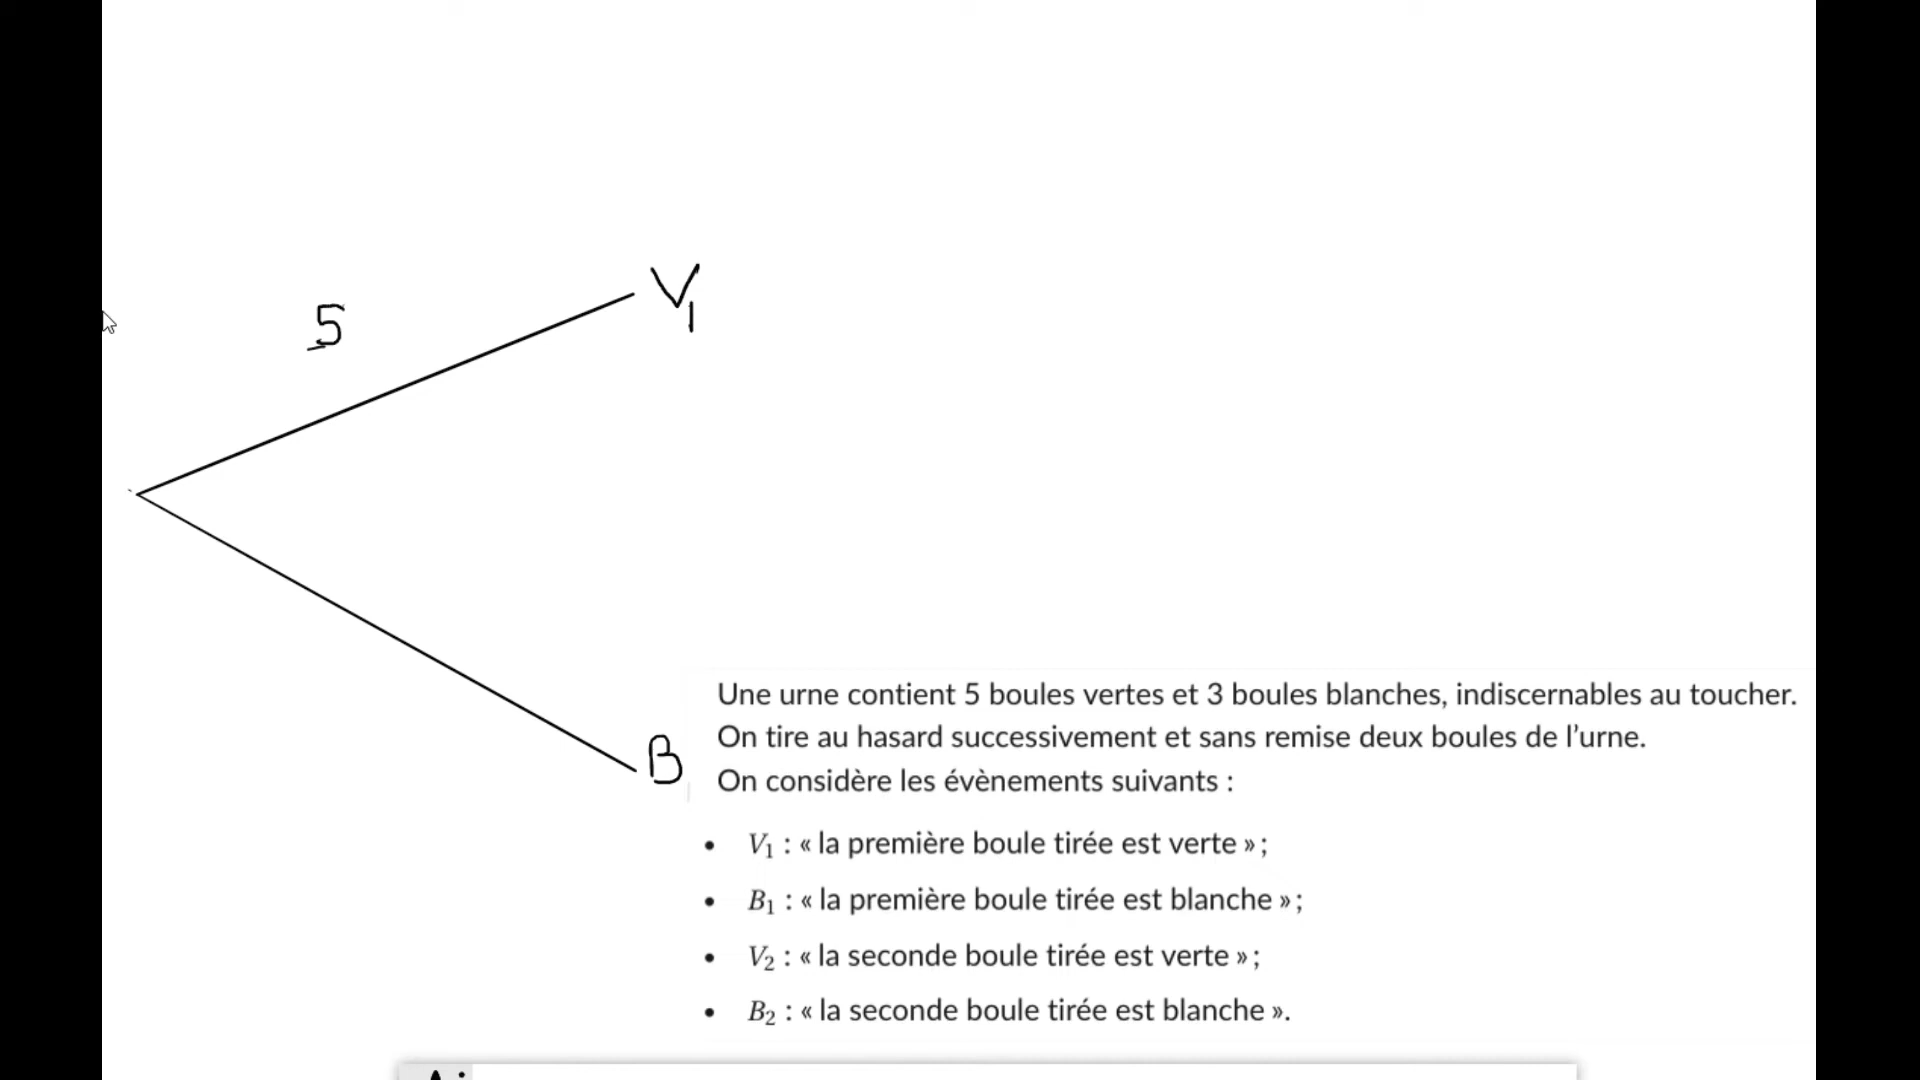 V1
5
B
Une urne contient 5 boules vertes et 3 boules blanches, indiscernables au toucher.
On tire au hasard successivement et sans remise deux boules de l’urne.
On considère les évènements suivants :
• V₁ : « la première boule tirée est verte » ;
• B₁ : « la première boule tirée est blanche » ;
• V₂ : « la seconde boule tirée est verte » ;
• B₂ : « la seconde boule tirée est blanche ».